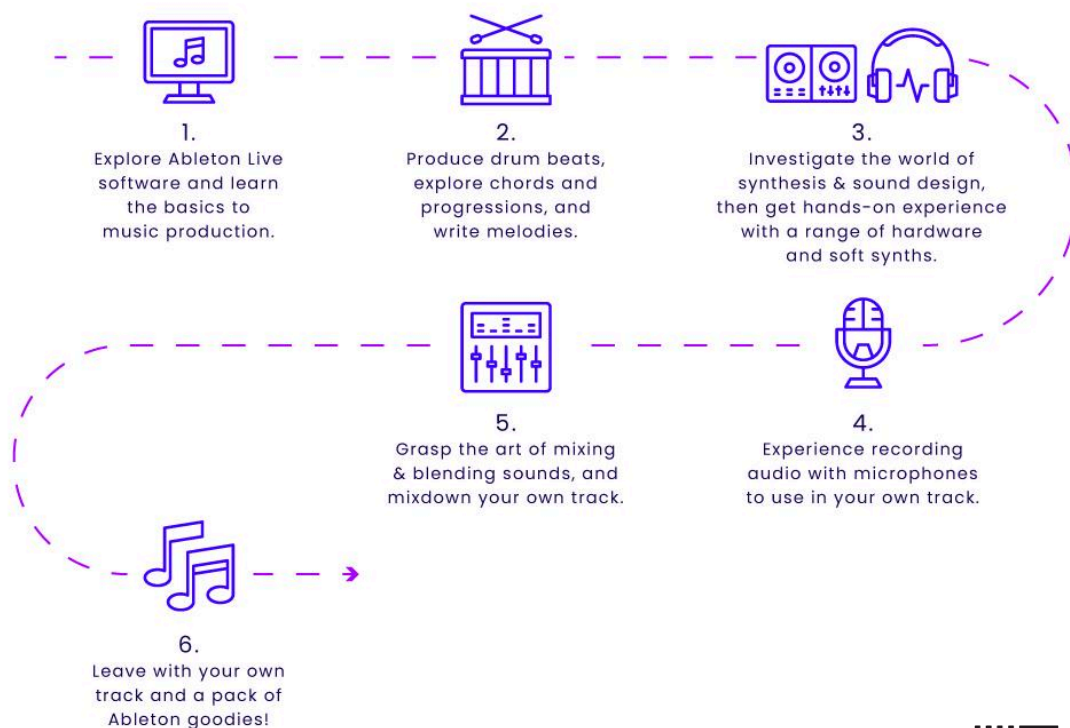 1.
Explore Ableton Live
software and learn
the basics to
music production.
2.
Produce drum beats,
explore chords and
progressions, and
write melodies.
3.
Investigate the world of
synthesis & sound design,
then get hands-on experience
with a range of hardware
and soft synths.
4.
Experience recording
audio with microphones
to use in your own track.
5.
Grasp the art of mixing
& blending sounds, and
mixdown your own track.
6.
Leave with your own
track and a pack of
Ableton goodies!